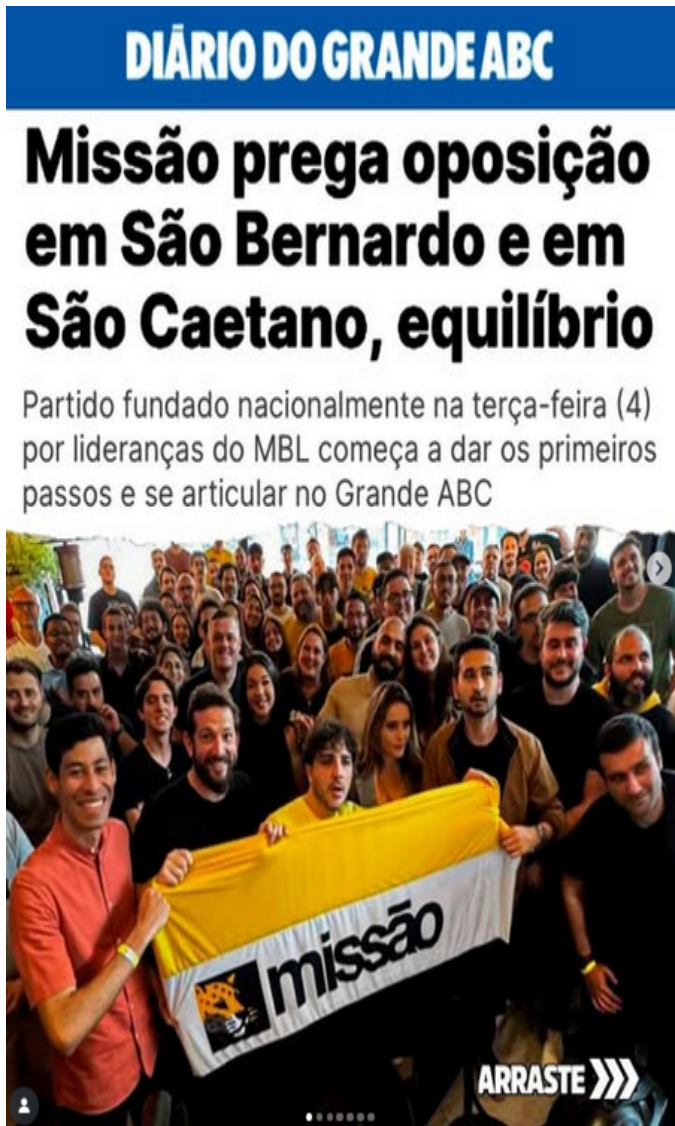 DIÁRIO DO GRANDE ABC
Missão prega oposição
em São Bernardo e em
São Caetano, equilíbrio
Partido fundado nacionalmente na terça-feira (4)
por lideranças do MBL começa a dar os primeiros
passos e se articular no Grande ABC
missão
ARRASTE